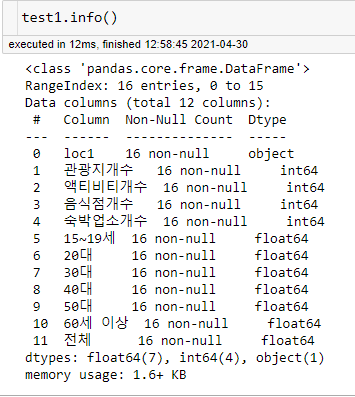 test1.info()
executed in 12ms, finished 12:58:45 2021-04-30
<class 'pandas.core.frame.DataFrame'>
RangeIndex: 16 entries, 0 to 15
Data columns (total 12 columns):
 #   Column  Non-Null Count  Dtype
---  ------  --------------  -----
 0   loc1    16 non-null     object
 1   관광지개수   16 non-null     int64
 2   액티비티개수  16 non-null     int64
 3   음식점개수   16 non-null     int64
 4   숙박업소개수  16 non-null     int64
 5   15~19세  16 non-null     float64
 6   20대     16 non-null     float64
 7   30대     16 non-null     float64
 8   40대     16 non-null     float64
 9   50대     16 non-null     float64
 10  60세 이상  16 non-null     float64
 11  전체      16 non-null     float64
dtypes: float64(7), int64(4), object(1)
memory usage: 1.6+ KB